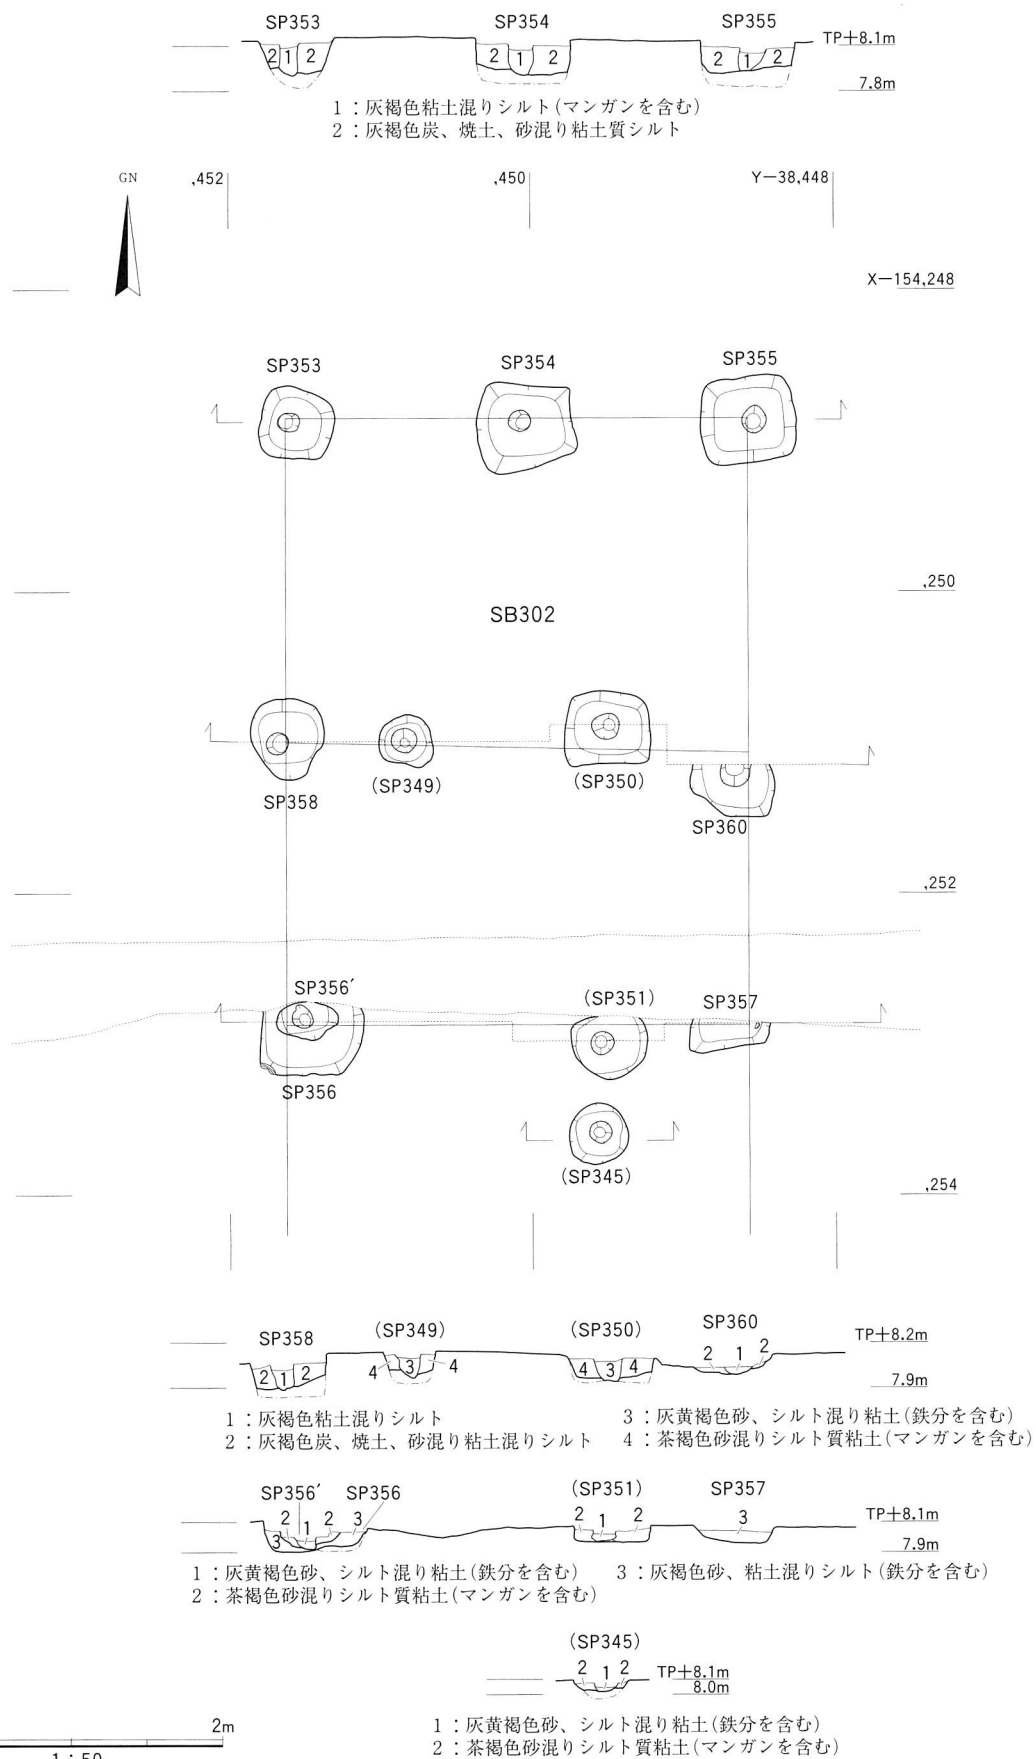 SP353 SP354 SP355
TP+8.1m
2 1 2 2 1 2 2 1 2
7.8m
1：灰褐色粘土混りシルト(マンガンを含む)
2：灰褐色炭、焼土、砂混り粘土質シルト
GN ,452 ,450 Y−38,448
X−154,248
SP353 SP354 SP355
,250
SB302
(SP349) (SP350)
SP358
SP360
,252
SP356′ (SP351) SP357
SP356
(SP345)
,254
SP358 (SP349) (SP350) SP360
TP+8.2m
2 1 2 4 3 4 4 3 4 2 1 2
7.9m
1：灰褐色粘土混りシルト
2：灰褐色炭、焼土、砂混り粘土混りシルト
3：灰黄褐色砂、シルト混り粘土(鉄分を含む)
4：茶褐色砂混りシルト質粘土(マンガンを含む)
SP356′ SP356 (SP351) SP357
TP+8.1m
3 2 1 2 3 2 1 2 3
7.9m
1：灰黄褐色砂、シルト混り粘土(鉄分を含む)
2：茶褐色砂混りシルト質粘土(マンガンを含む)
3：灰褐色砂、粘土混りシルト(鉄分を含む)
(SP345)
2 1 2 TP+8.1m
8.0m
1：灰黄褐色砂、シルト混り粘土(鉄分を含む)
2：茶褐色砂混りシルト質粘土(マンガンを含む)
2m
1：50